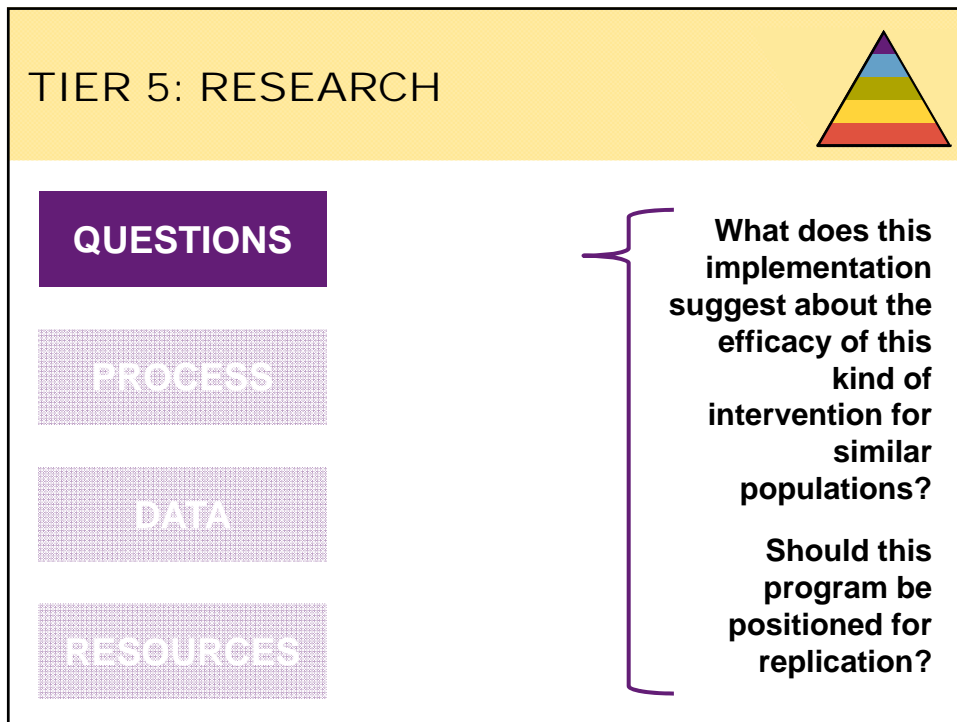 TIER 5: RESEARCH
QUESTIONS
PROCESS
DATA
RESOURCES
What does this
implementation
suggest about the
efficacy of this
kind of
intervention for
similar
populations?
Should this
program be
positioned for
replication?